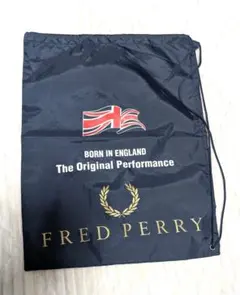 BORN IN ENGLAND
The Original Performance
FRED PERRY